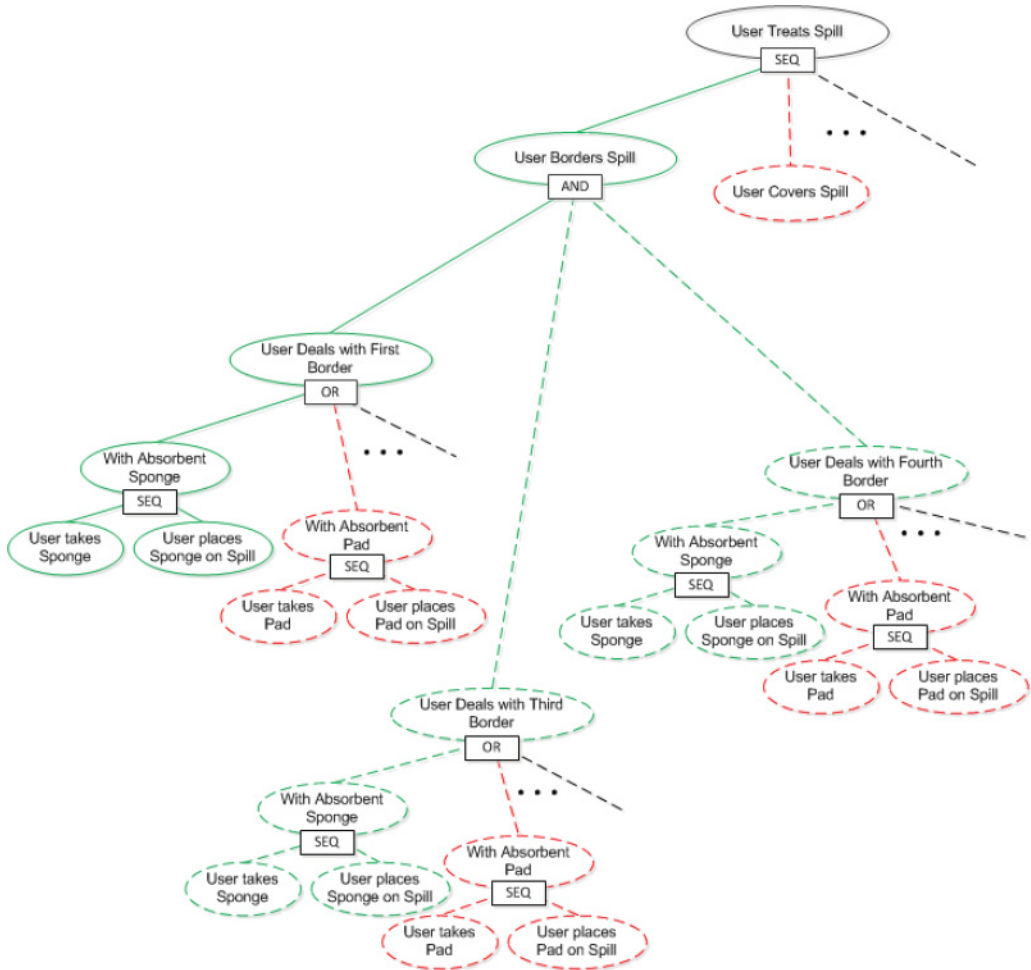 User Treats Spill
SEQ
• • •
User Borders Spill
AND
User Covers Spill
User Deals with First
Border
OR
• • •
With Absorbent
Sponge
SEQ
User takes
Sponge
User places
Sponge on Spill
With Absorbent
Pad
SEQ
User takes
Pad
User places
Pad on Spill
User Deals with Fourth
Border
OR
• • •
With Absorbent
Sponge
SEQ
User takes
Sponge
User places
Sponge on Spill
With Absorbent
Pad
SEQ
User takes
Pad
User places
Pad on Spill
User Deals with Third
Border
OR
• • •
With Absorbent
Sponge
SEQ
User takes
Sponge
User places
Sponge on Spill
With Absorbent
Pad
SEQ
User takes
Pad
User places
Pad on Spill